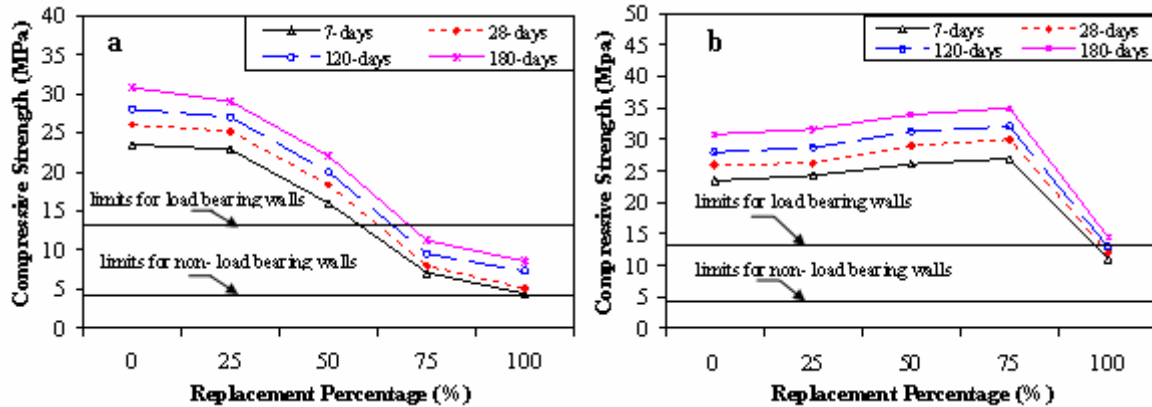 a
7-days
28-days
120-days
180-days
Compressive Strength (MPa)
40
35
30
25
20
15
10
5
0
limits for load bearing walls
limits for non- load bearing walls
0 25 50 75 100
Replacement Percentage (%)
b
7-days
28-days
120-days
180-days
Compressive Strength (Mpa)
50
45
40
35
30
25
20
15
10
5
0
limits for load bearing walls
limits for non- load bearing walls
0 25 50 75 100
Replacement Percentage (%)